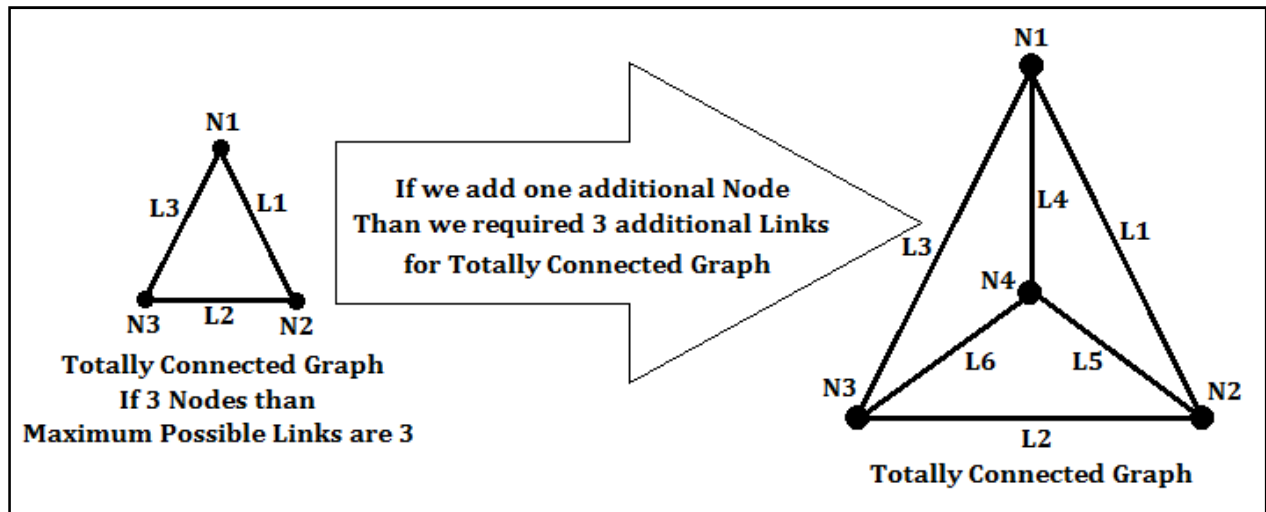 N1
L3
L1
N3
L2
N2
Totally Connected Graph
If 3 Nodes than
Maximum Possible Links are 3
If we add one additional Node
Than we required 3 additional Links
for Totally Connected Graph
N1
L4
L3
L1
N4
L6
L5
N3
N2
L2
Totally Connected Graph